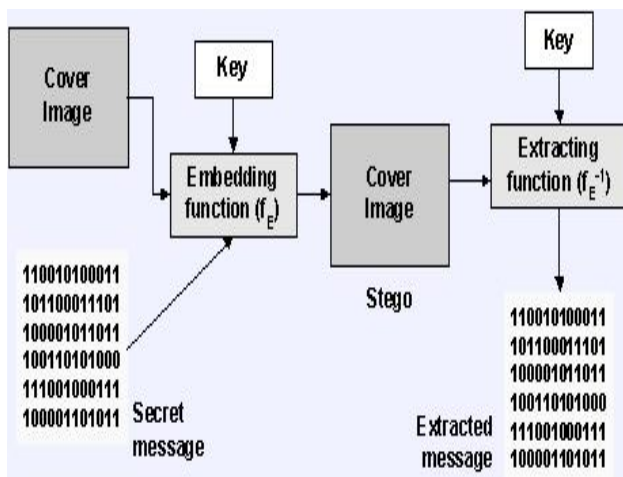 Cover
Image
Key
Embedding
function (f_E)
110010100011
101100011101
100001011011
100110101000
111001000111
100001101011
Secret
message
Cover
Image
Stego
Key
Extracting
function (f_E^-1)
110010100011
101100011101
100001011011
100110101000
111001000111
100001101011
Extracted
message